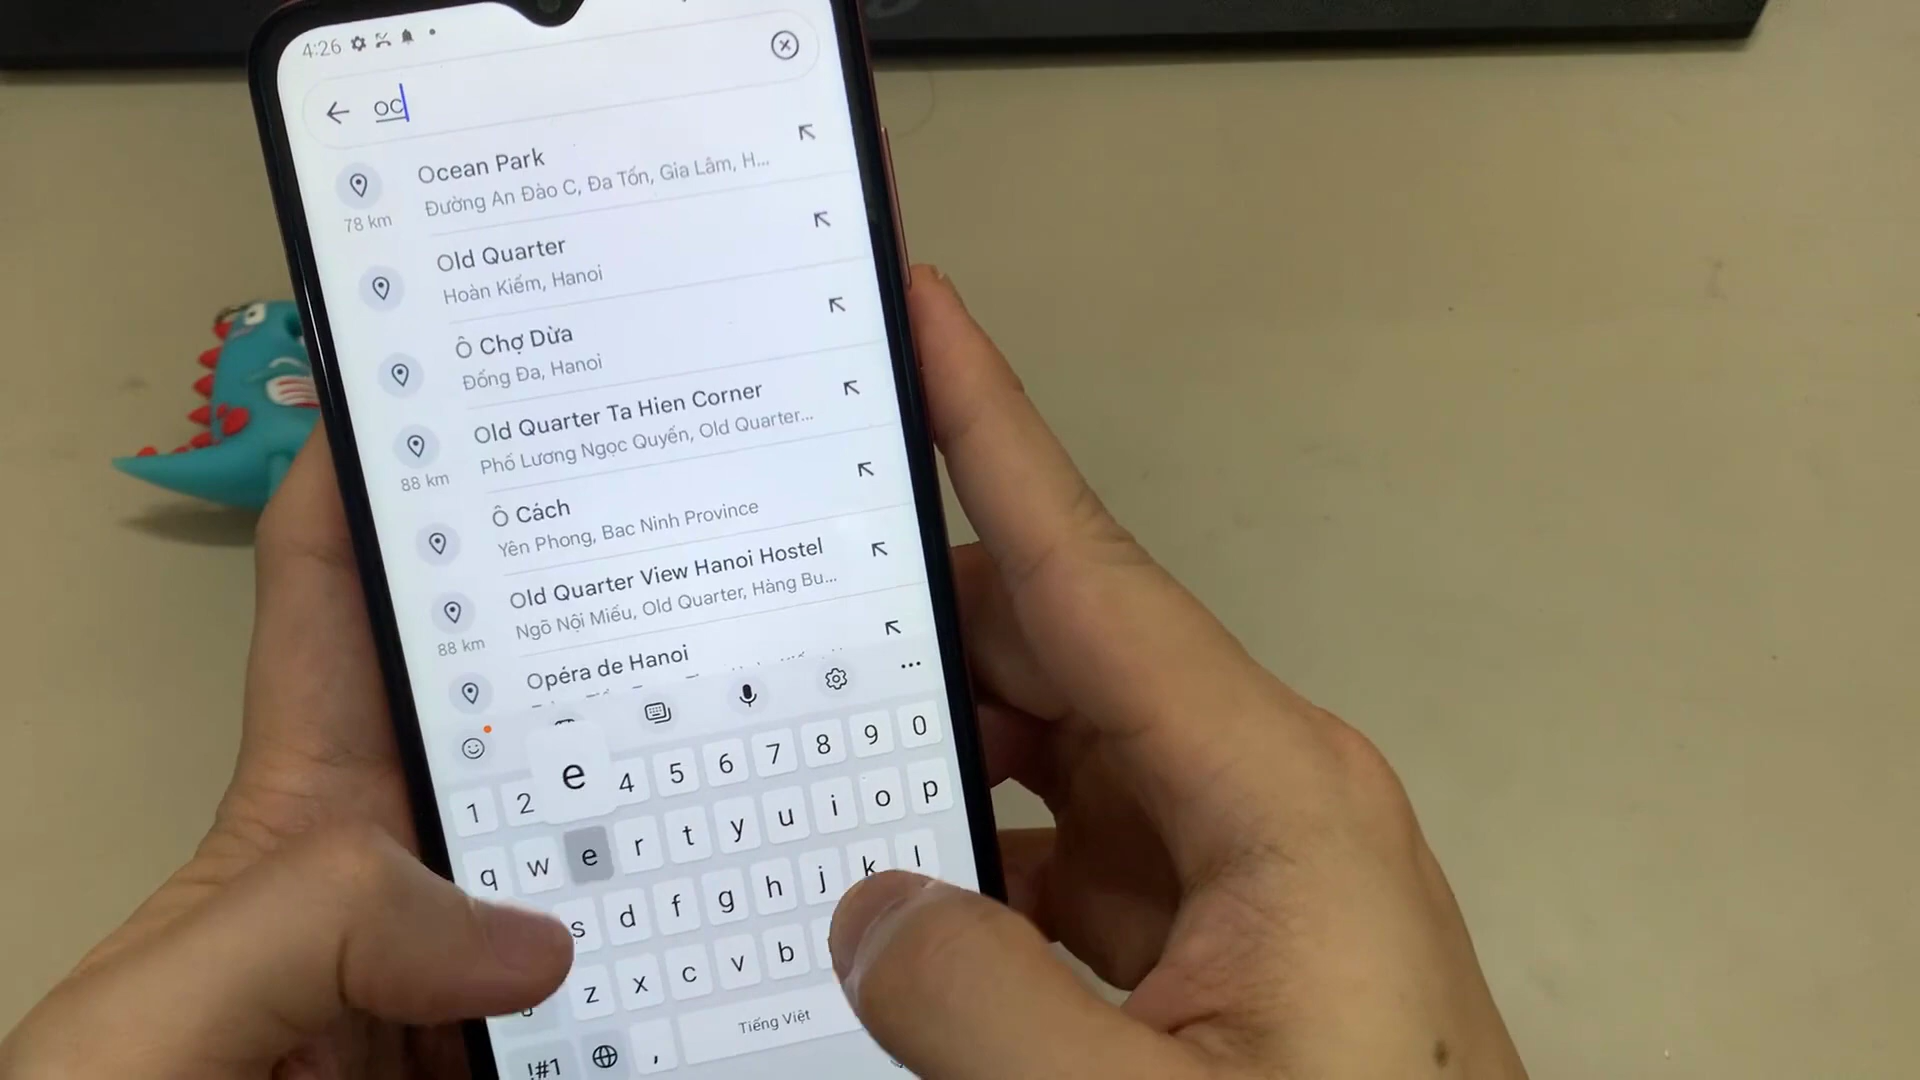 4:26
oc
Ocean Park
Đường An Đào C, Đa Tốn, Gia Lâm, H...
78 km
Old Quarter
Hoàn Kiếm, Hanoi
Ô Chợ Dừa
Đống Đa, Hanoi
Old Quarter Ta Hien Corner
Phố Lương Ngọc Quyến, Old Quarter...
88 km
Ô Cách
Yên Phong, Bac Ninh Province
Old Quarter View Hanoi Hostel
Ngõ Nội Miếu, Old Quarter, Hàng Bu...
88 km
Opéra de Hanoi
e
1 2 4 5 6 7 8 9 0
q w e r t y u i o p
s d f g h j k l
z x c v b
!#1 , Tiếng Việt